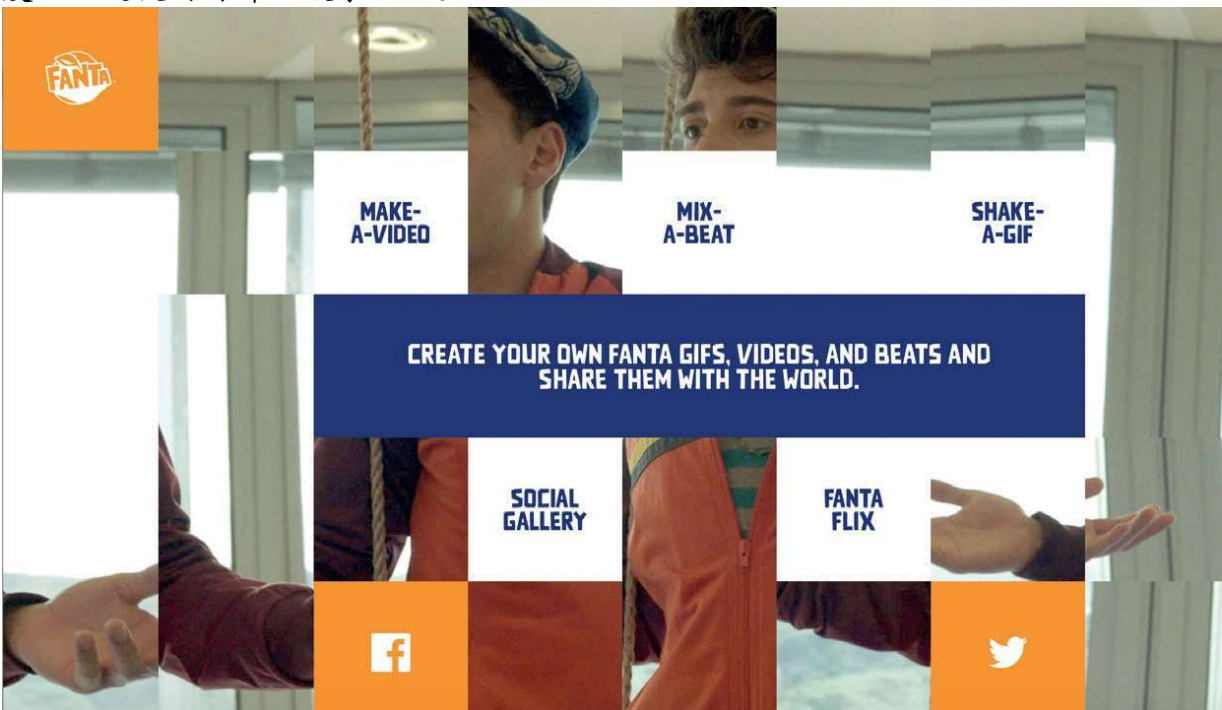 FANTA
MAKE-
A-VIDEO
MIX-
A-BEAT
SHAKE-
A-GIF
CREATE YOUR OWN FANTA GIFS, VIDEOS, AND BEATS AND
SHARE THEM WITH THE WORLD.
SOCIAL
GALLERY
FANTA
FLIX